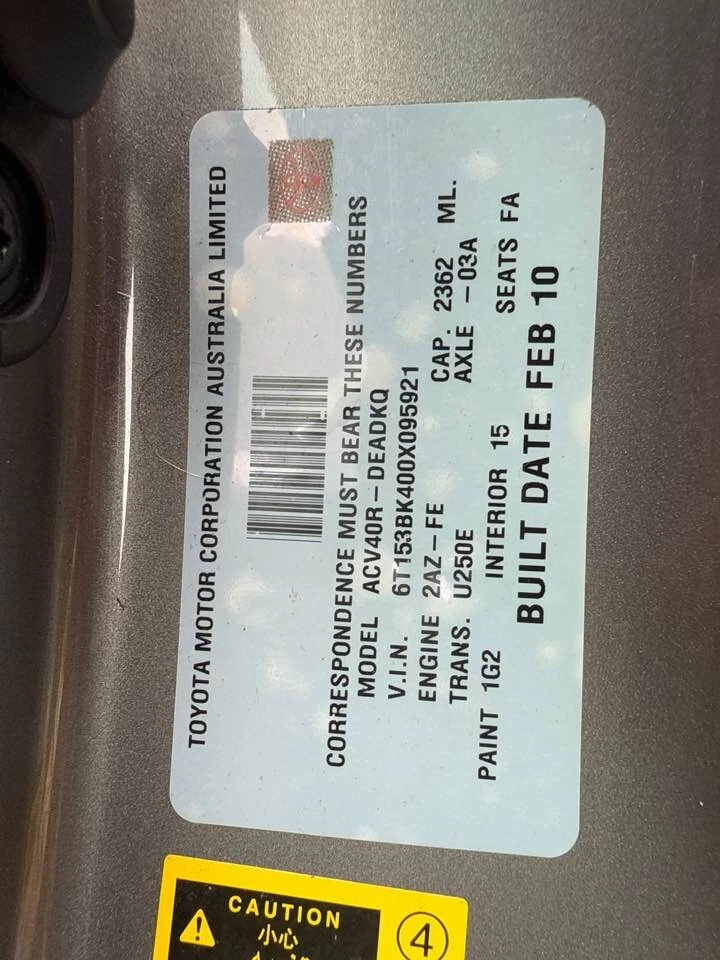 TOYOTA MOTOR CORPORATION AUSTRALIA LIMITED
CORRESPONDENCE MUST BEAR THESE NUMBERS
MODEL ACV40R-DEADKQ
V.I.N. 6T153BK400X095921
ENGINE 2AZ-FE CAP. 2362 ML.
TRANS. U250E AXLE -03A
PAINT 1G2 INTERIOR 15 SEATS FA
BUILT DATE FEB 10
CAUTION
小心
4